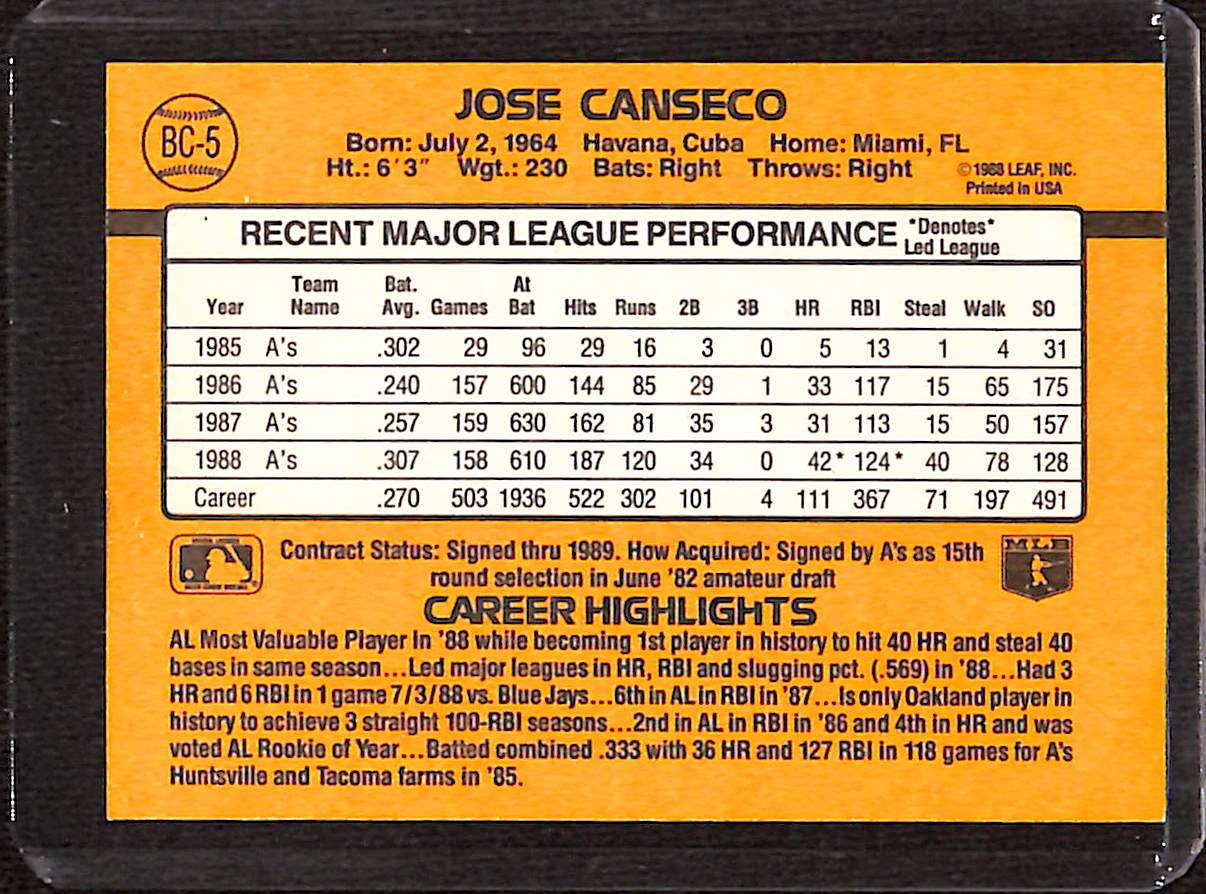 JOSE CANSECO
BC-5
Born: July 2, 1964 Havana, Cuba Home: Miami, FL
Ht.: 6'3" Wgt.: 230 Bats: Right Throws: Right
©1988 LEAF, INC.
Printed in USA
RECENT MAJOR LEAGUE PERFORMANCE *Denotes*
Led League
Team Bat. At
Year Name Avg. Games Bat Hits Runs 2B 3B HR RBI Steal Walk SO
1985 A's .302 29 96 29 16 3 0 5 13 1 4 31
1986 A's .240 157 600 144 85 29 1 33 117 15 65 175
1987 A's .257 159 630 162 81 35 3 31 113 15 50 157
1988 A's .307 158 610 187 120 34 0 42* 124* 40 78 128
Career .270 503 1936 522 302 101 4 111 367 71 197 491
Contract Status: Signed thru 1989. How Acquired: Signed by A's as 15th
round selection in June '82 amateur draft
MLB
CAREER HIGHLIGHTS
AL Most Valuable Player in '88 while becoming 1st player in history to hit 40 HR and steal 40
bases in same season...Led major leagues in HR, RBI and slugging pct. (.569) in '88...Had 3
HR and 6 RBI in 1 game 7/3/88 vs. Blue Jays...6th in AL in RBI in '87...Is only Oakland player in
history to achieve 3 straight 100-RBI seasons...2nd in AL in RBI in '86 and 4th in HR and was
voted AL Rookie of Year...Batted combined .333 with 36 HR and 127 RBI in 118 games for A's
Huntsville and Tacoma farms in '85.